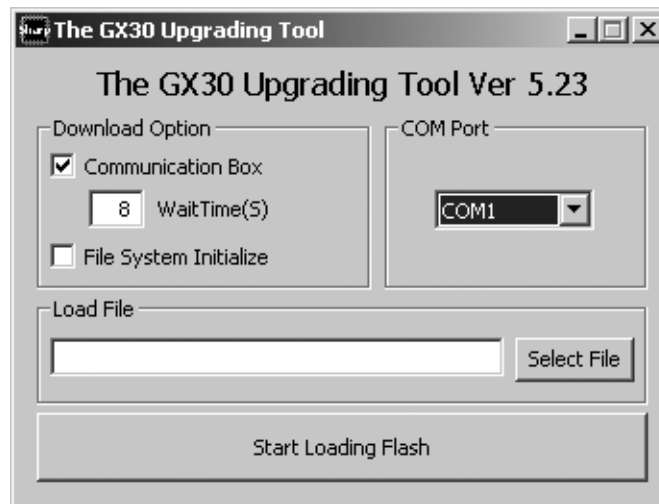 The GX30 Upgrading Tool
The GX30 Upgrading Tool Ver 5.23
Download Option
Communication Box
8 WaitTime(S)
File System Initialize
COM Port
COM1
Load File
Select File
Start Loading Flash